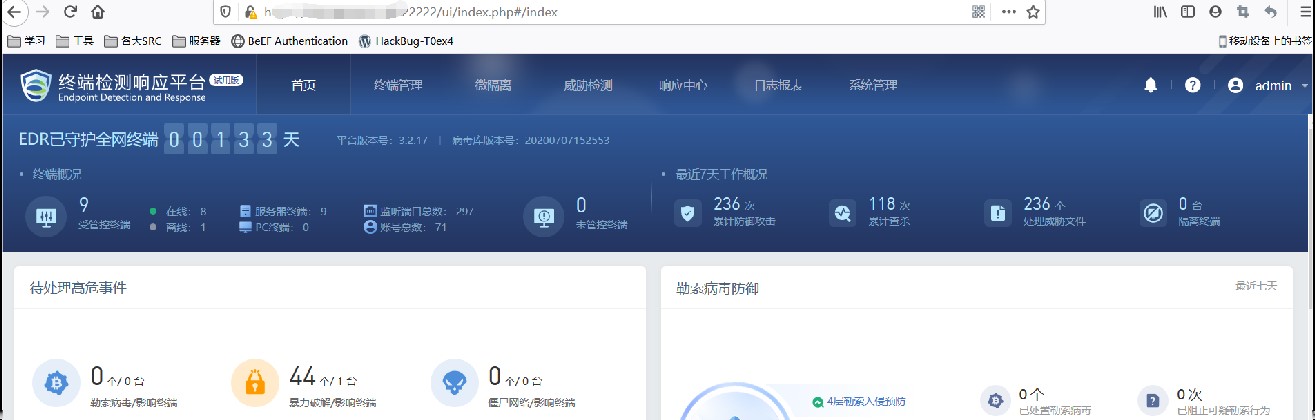 2222/ui/index.php#/index
学习 工具 各大SRC 服务器 BeEF Authentication HackBug-T0ex4 移动设备上的书签
终端检测响应平台 试用版 首页 终端管理 微隔离 威胁检测 响应中心 日志报表 系统管理 admin
Endpoint Detection and Response
EDR已守护全网终端 00133 天 平台版本号：3.2.17 | 病毒库版本号：20200707152553
终端概况 最近7天工作概况
9 受管控终端 在线： 8 服务器终端： 9 监听端口总数： 297 0 未管控终端 236 次 累计防御攻击 118 次 累计查杀 236 个 处理威胁文件 0 台 隔离终端
离线： 1 PC终端： 0 账号总数： 71
待处理高危事件 勒索病毒防御 最近七天
0 个/ 0 台 44 个/ 1 台 0 个/ 0 台 0 个 0 次
勒索病毒/影响终端 暴力破解/影响终端 僵尸网络/影响终端 4层勒索入侵预防 已处置勒索病毒 已阻止可疑勒索行为